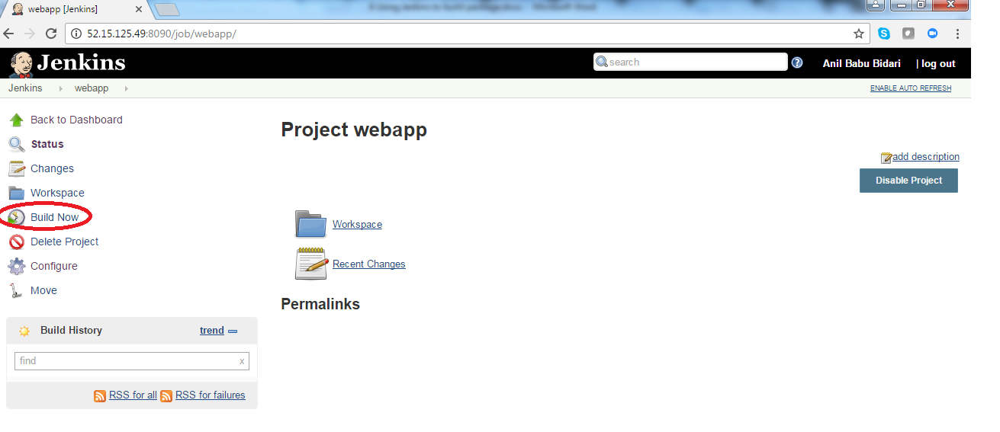 webapp [Jenkins]
52.15.125.49:8090/job/webapp/
Jenkins
search
Anil Babu Bidari | log out
Jenkins webapp
ENABLE AUTO REFRESH
Back to Dashboard
Status
Changes
Workspace
Build Now
Delete Project
Configure
Move
Build History trend
find x
RSS for all RSS for failures
Project webapp
add description
Disable Project
Workspace
Recent Changes
Permalinks